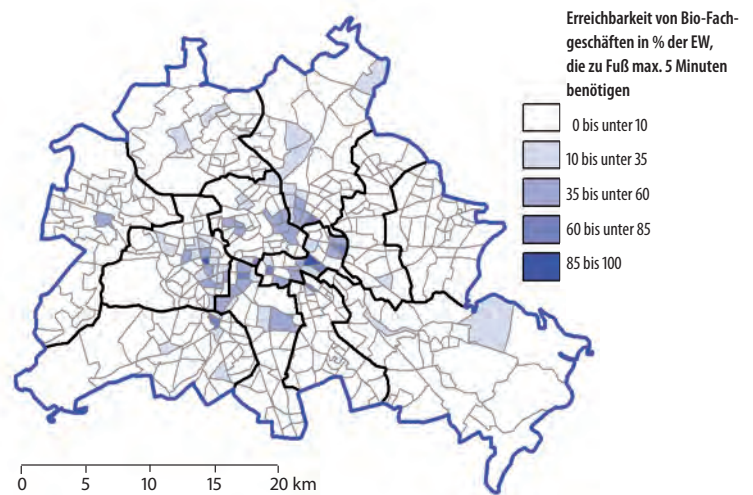 Erreichbarkeit von Bio-Fach-
geschäften in % der EW,
die zu Fuß max. 5 Minuten
benötigen
0 bis unter 10
10 bis unter 35
35 bis unter 60
60 bis unter 85
85 bis 100
0 5 10 15 20 km